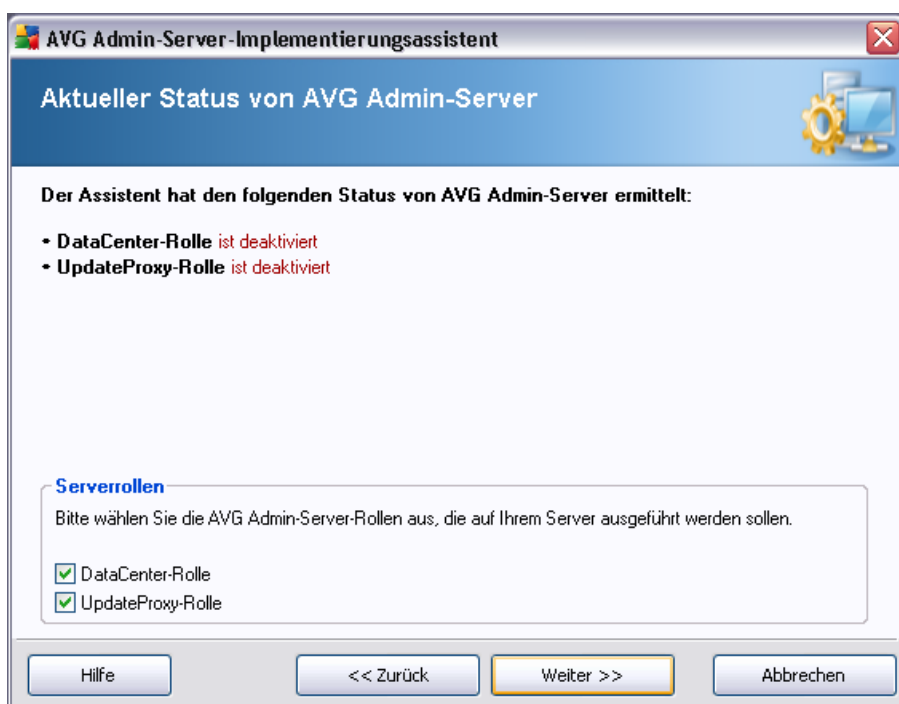 AVG Admin-Server-Implementierungsassistent
Aktueller Status von AVG Admin-Server
Der Assistent hat den folgenden Status von AVG Admin-Server ermittelt:
• DataCenter-Rolle ist deaktiviert
• UpdateProxy-Rolle ist deaktiviert
Serverrollen
Bitte wählen Sie die AVG Admin-Server-Rollen aus, die auf Ihrem Server ausgeführt werden sollen.
DataCenter-Rolle
UpdateProxy-Rolle
Hilfe << Zurück Weiter >> Abbrechen